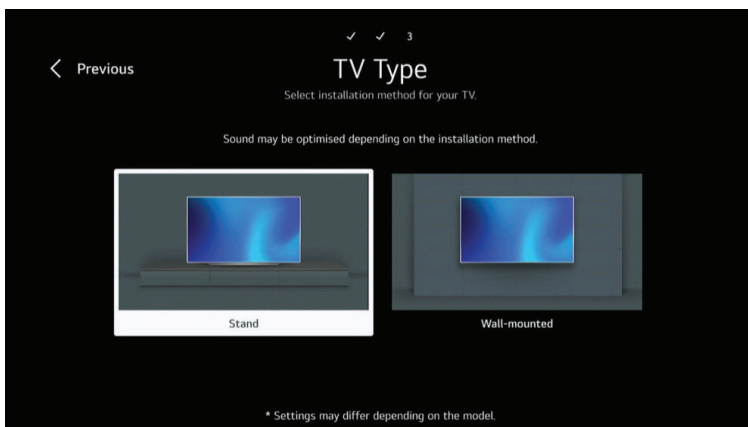 ✓ ✓ 3
Previous
TV Type
Select installation method for your TV.
Sound may be optimised depending on the installation method.
Stand
Wall-mounted
* Settings may differ depending on the model.